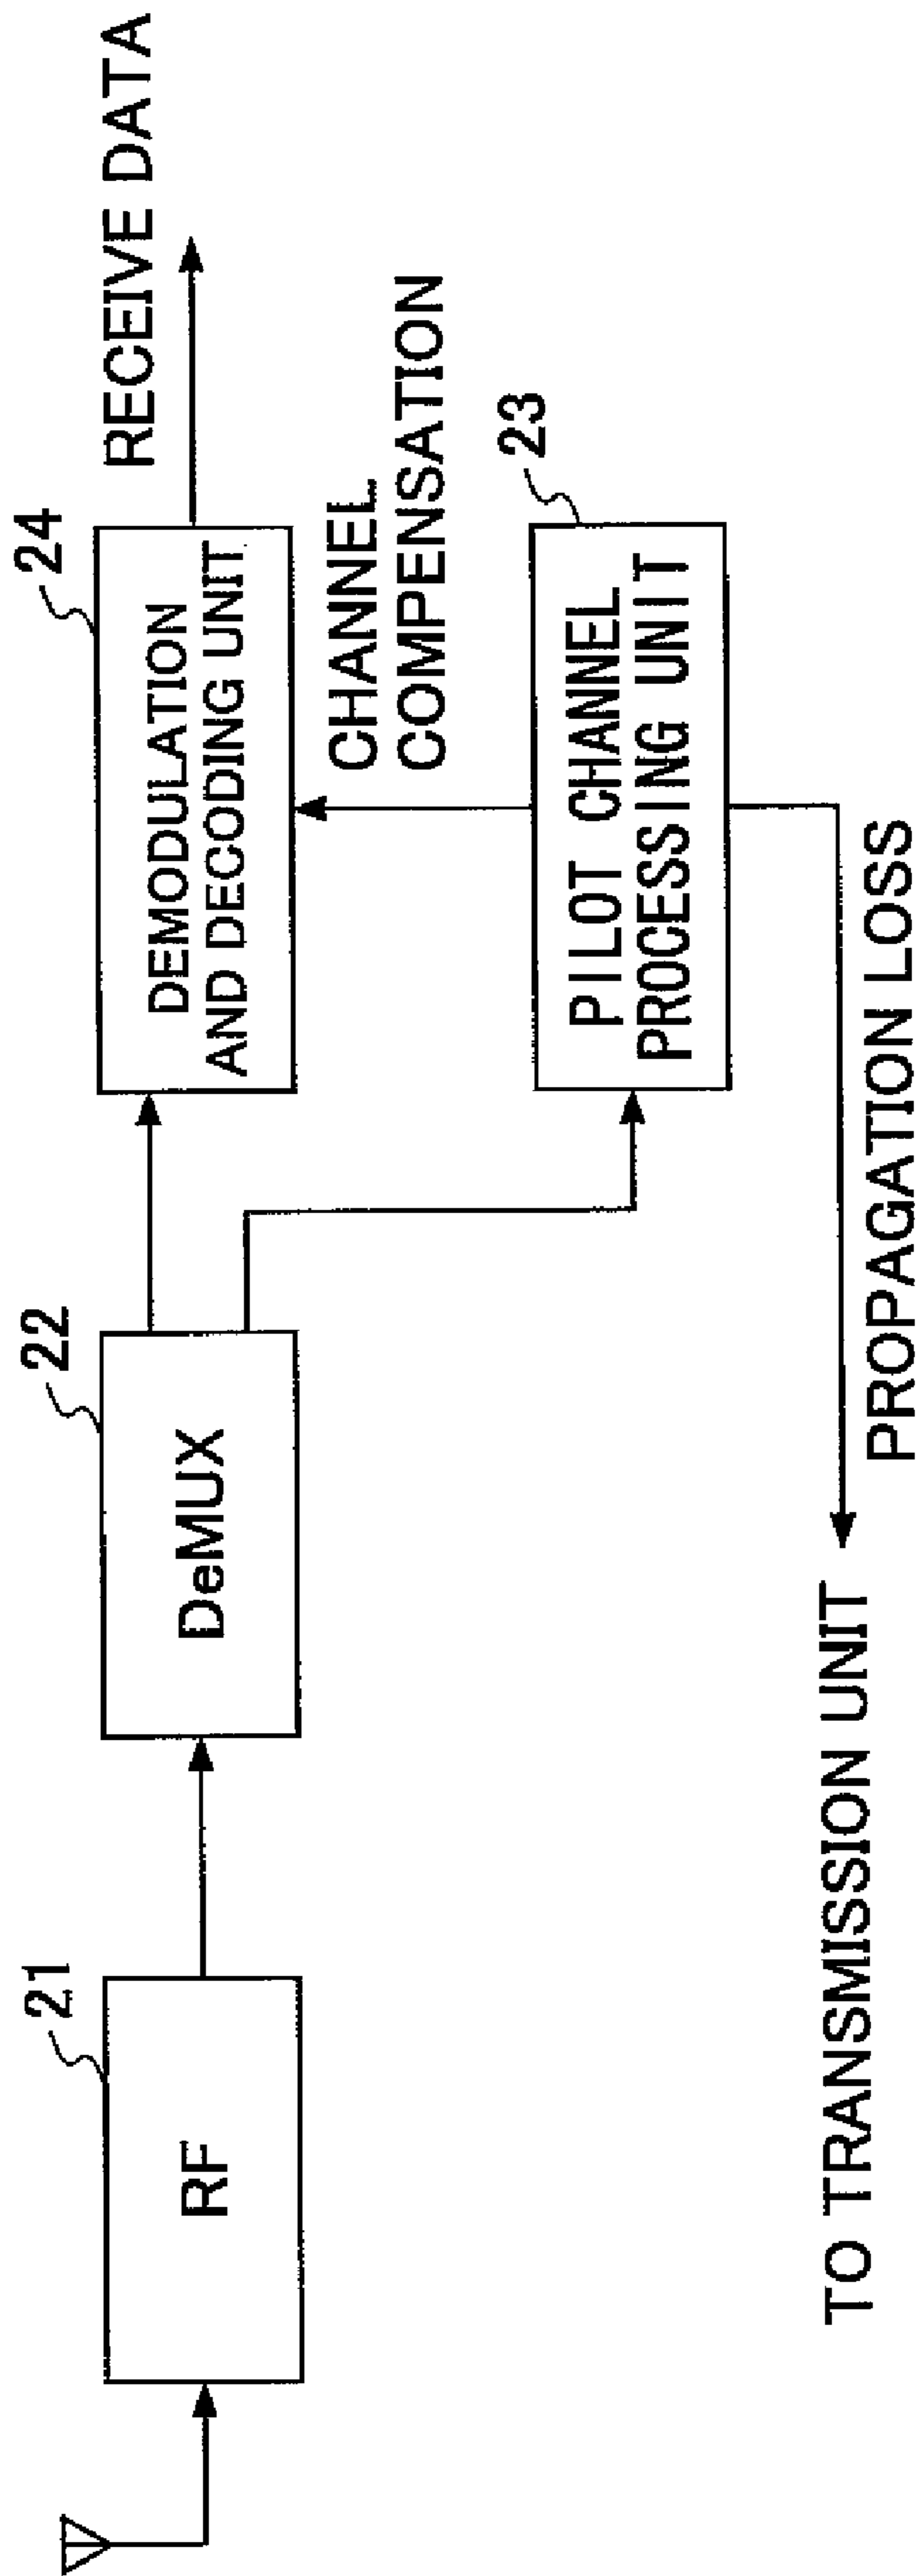 21
RF
22
DeMUX
24
DEMODULATION
AND DECODING UNIT
RECEIVE DATA
CHANNEL
COMPENSATION
23
PILOT CHANNEL
PROCESSING UNIT
TO TRANSMISSION UNIT
PROPAGATION LOSS